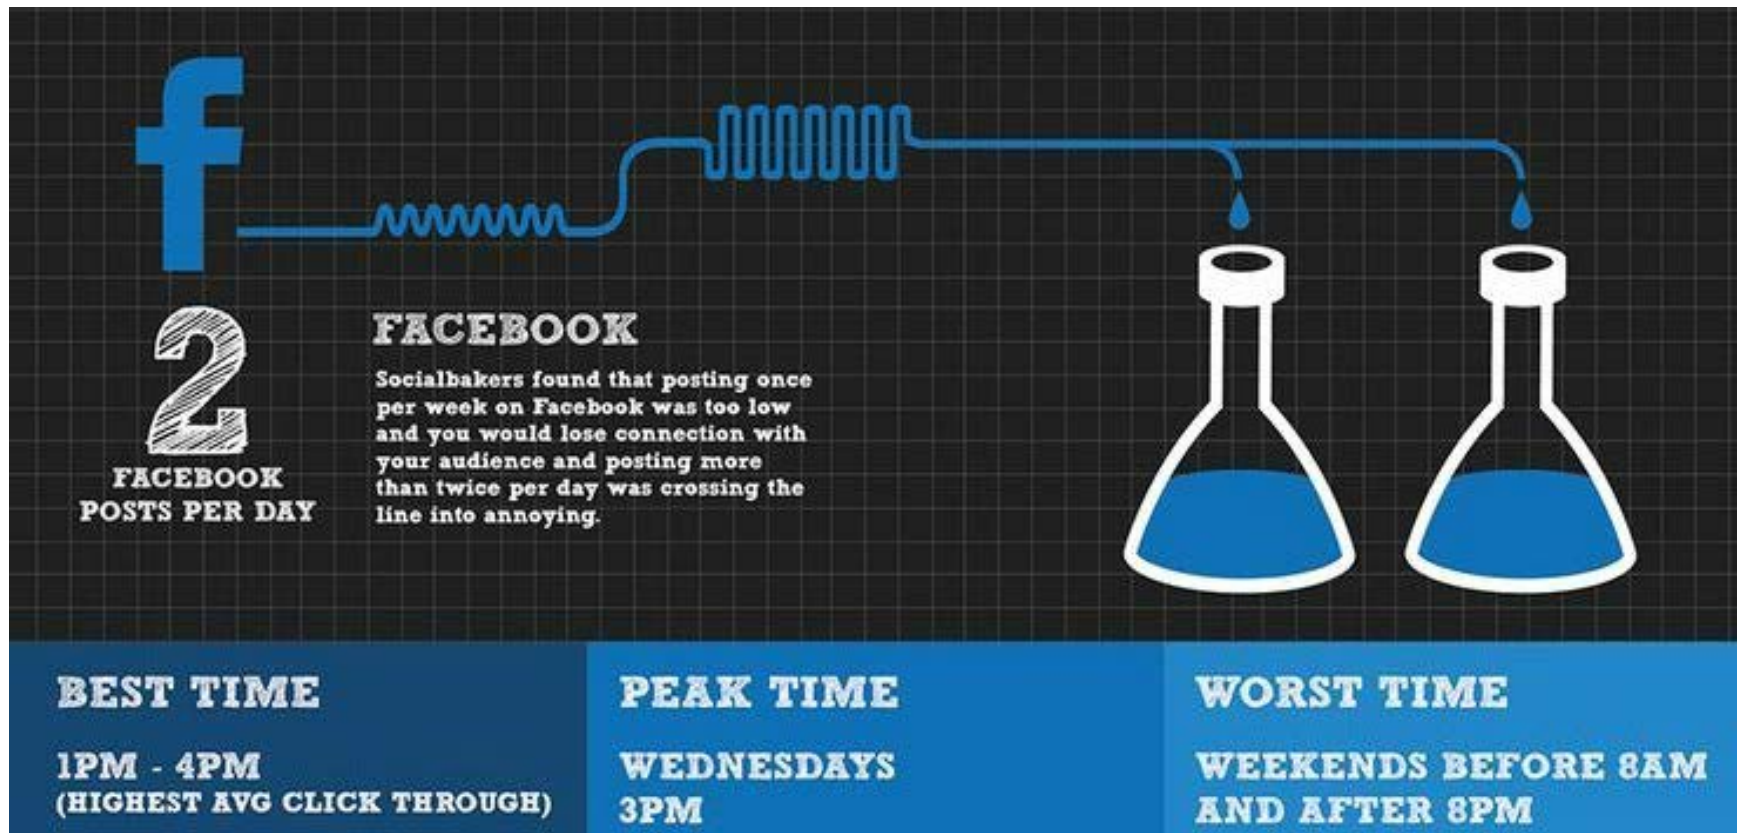 f
2
FACEBOOK
POSTS PER DAY
FACEBOOK
Socialbakers found that posting once
per week on Facebook was too low
and you would lose connection with
your audience and posting more
than twice per day was crossing the
line into annoying.
BEST TIME
1PM - 4PM
(HIGHEST AVG CLICK THROUGH)
PEAK TIME
WEDNESDAYS
3PM
WORST TIME
WEEKENDS BEFORE 8AM
AND AFTER 8PM